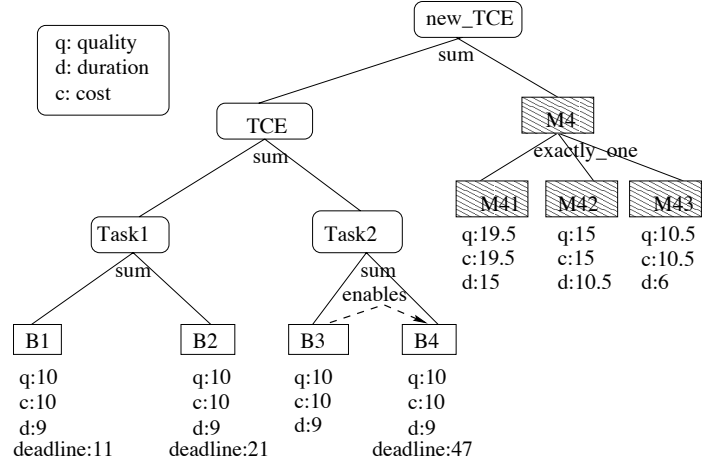 new_TCE
q: quality
d: duration
c: cost
sum
TCE
M4
sum
exactly_one
M41
M42
M43
Task1
Task2
q:19.5
q:15
q:10.5
c:19.5
c:15
c:10.5
d:15
d:10.5
d:6
sum
sum
enables
B1
B2
B3
B4
q:10
q:10
q:10
q:10
c:10
c:10
c:10
c:10
d:9
d:9
d:9
d:9
deadline:11
deadline:21
deadline:47